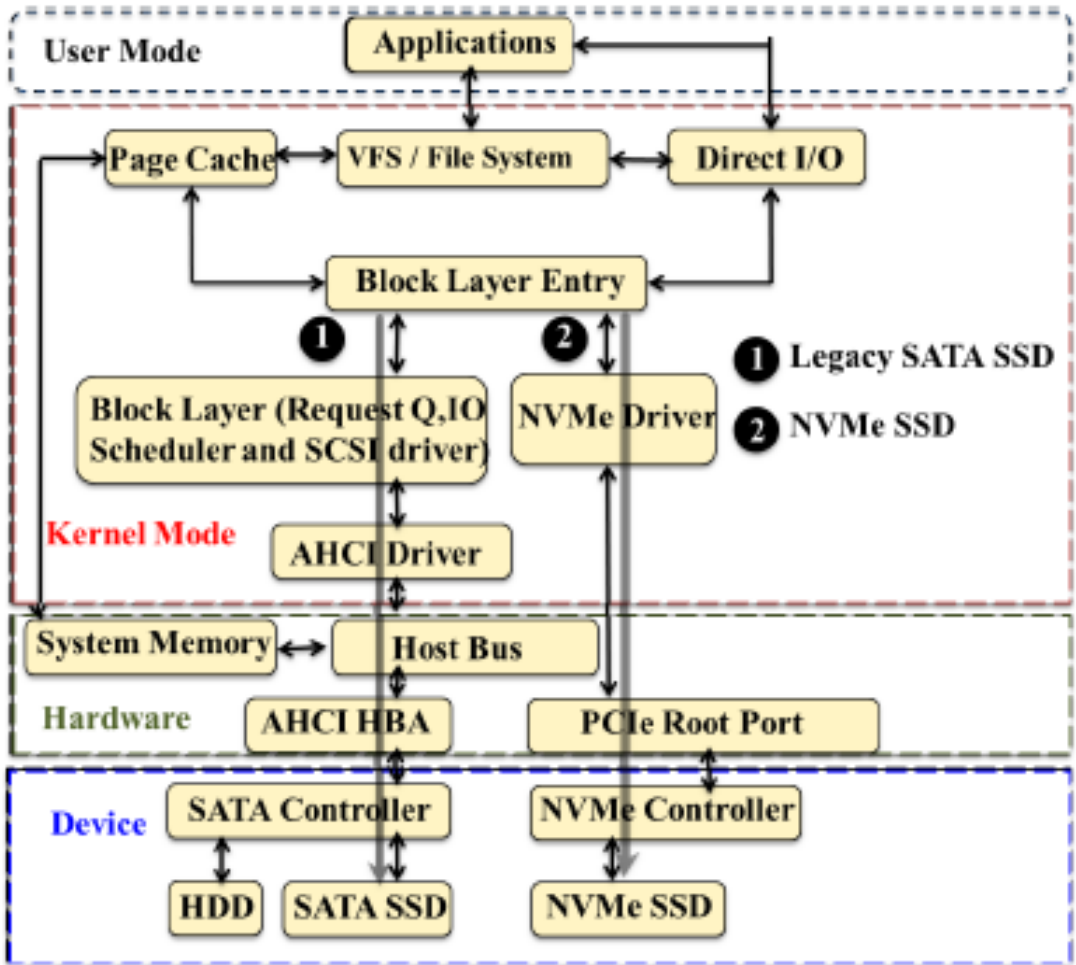 User Mode
Applications
Page Cache
VFS / File System
Direct I/O
Block Layer Entry
1
2
1 Legacy SATA SSD
Block Layer (Request Q,IO
Scheduler and SCSI driver)
NVMe Driver
2 NVMe SSD
Kernel Mode
AHCI Driver
System Memory
Host Bus
Hardware
AHCI HBA
PCIe Root Port
Device
SATA Controller
NVMe Controller
HDD
SATA SSD
NVMe SSD